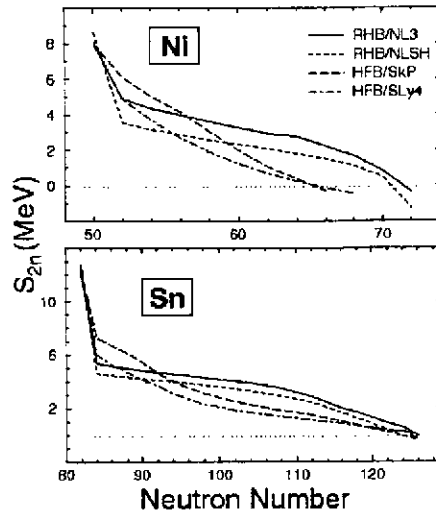 Ni
RHB/NL3
RHB/NLSH
HFB/SkP
HFB/SLy4
8
6
4
2
0
50
60
70
S2n (MeV)
Sn
10
6
2
80
90
100
110
120
Neutron Number